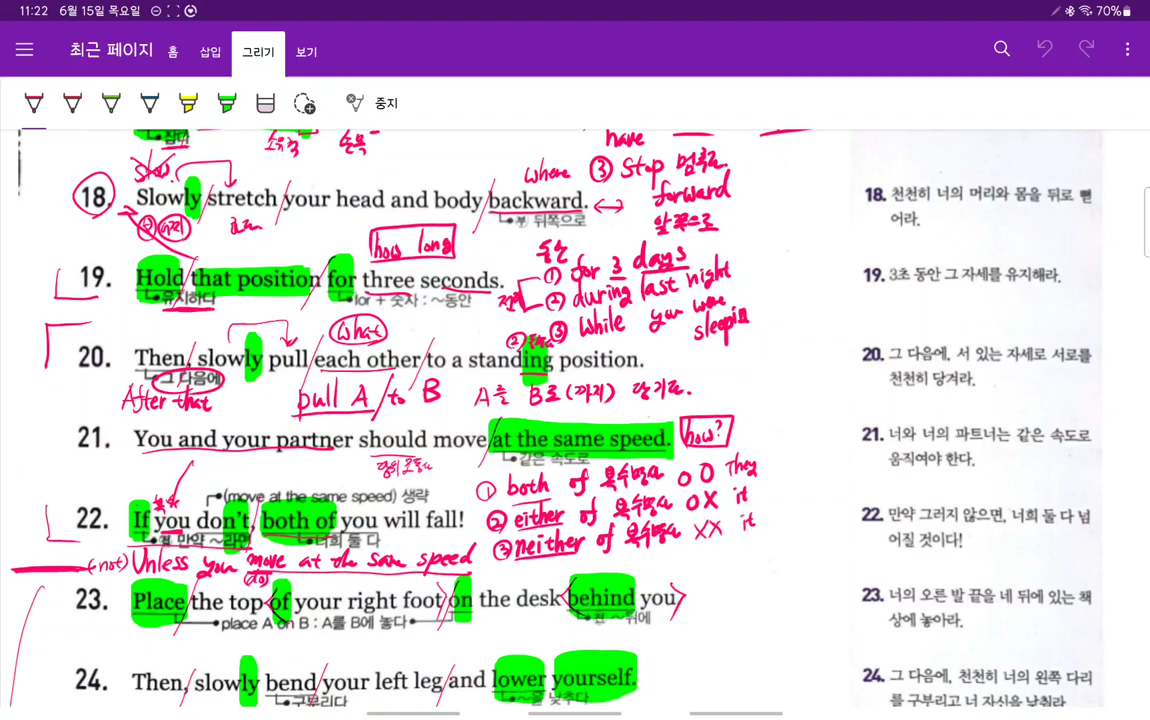 11:22 6월 15일 목요일 70%
최근 페이지 홈 삽입 그리기 보기
중지
잠바
소유격 손목
have
where ③ Stop 멈추고
18. Slowly stretch your head and body backward. ↔ forward
뒤쪽으로 앞쪽으로
18. 천천히 너의 머리와 몸을 뒤로 뻗
어라.
how long
동안
① for 3 days
19. Hold that position for three seconds.
유지하다 for + 숫자 : ~동안
② during last night
③ while you were
sleeping
19. 3초 동안 그 자세를 유지해라.
what
20. Then, slowly pull each other to a standing position.
그 다음에
After that pull A / to B A를 B로(까지) 당기다.
20. 그 다음에, 서 있는 자세로 서로를
천천히 당겨라.
21. You and your partner should move at the same speed. how?
같은 속도로
21. 너와 너의 파트너는 같은 속도로
움직여야 한다.
(move at the same speed) 생략
① both of 복수명사 OO They
22. If you don't, both of you will fall!
접 만약 ~라면 너희 둘 다
② either of 복수명사 OX it
③ neither of 복수명사 XX it
22. 만약 그러지 않으면, 너희 둘 다 넘
어질 것이다!
(not) Unless you move at the same speed
(do)
23. Place the top of your right foot on the desk behind you
place A on B : A를 B에 놓다 전 ~뒤에
23. 너의 오른 발 끝을 네 뒤에 있는 책
상에 놓아라.
24. Then, slowly bend your left leg and lower yourself.
구부리다 ~을 낮추다
24. 그 다음에, 천천히 너의 왼쪽 다리
를 구부리고 너 자신을 낮춰라